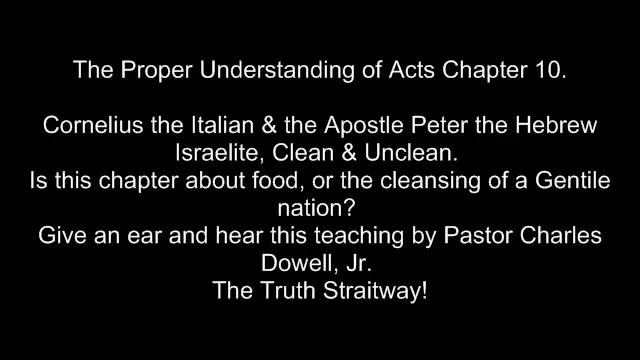 The Proper Understanding of Acts Chapter 10.
Cornelius the Italian & the Apostle Peter the Hebrew
Israelite, Clean & Unclean.
Is this chapter about food, or the cleansing of a Gentile
nation?
Give an ear and hear this teaching by Pastor Charles
Dowell, Jr.
The Truth Straitway!